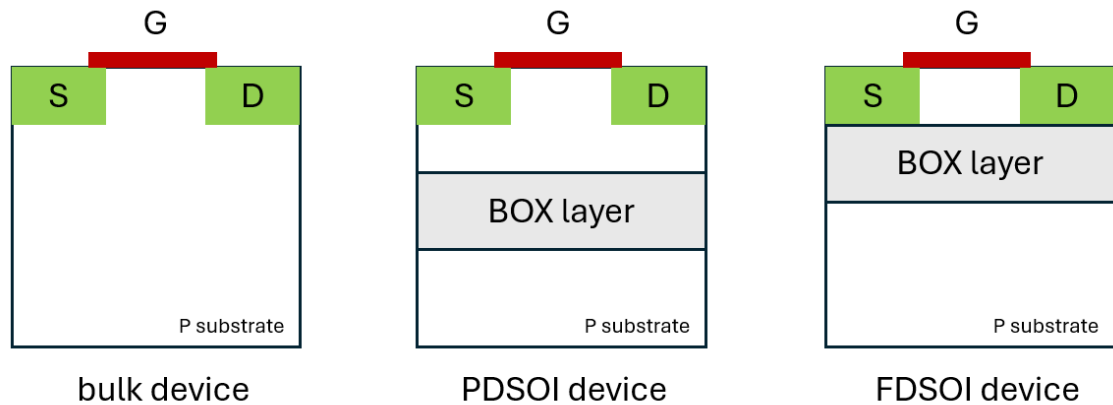 G
S
D
P substrate
bulk device
G
S
D
BOX layer
P substrate
PDSOI device
G
S
D
BOX layer
P substrate
FDSOI device